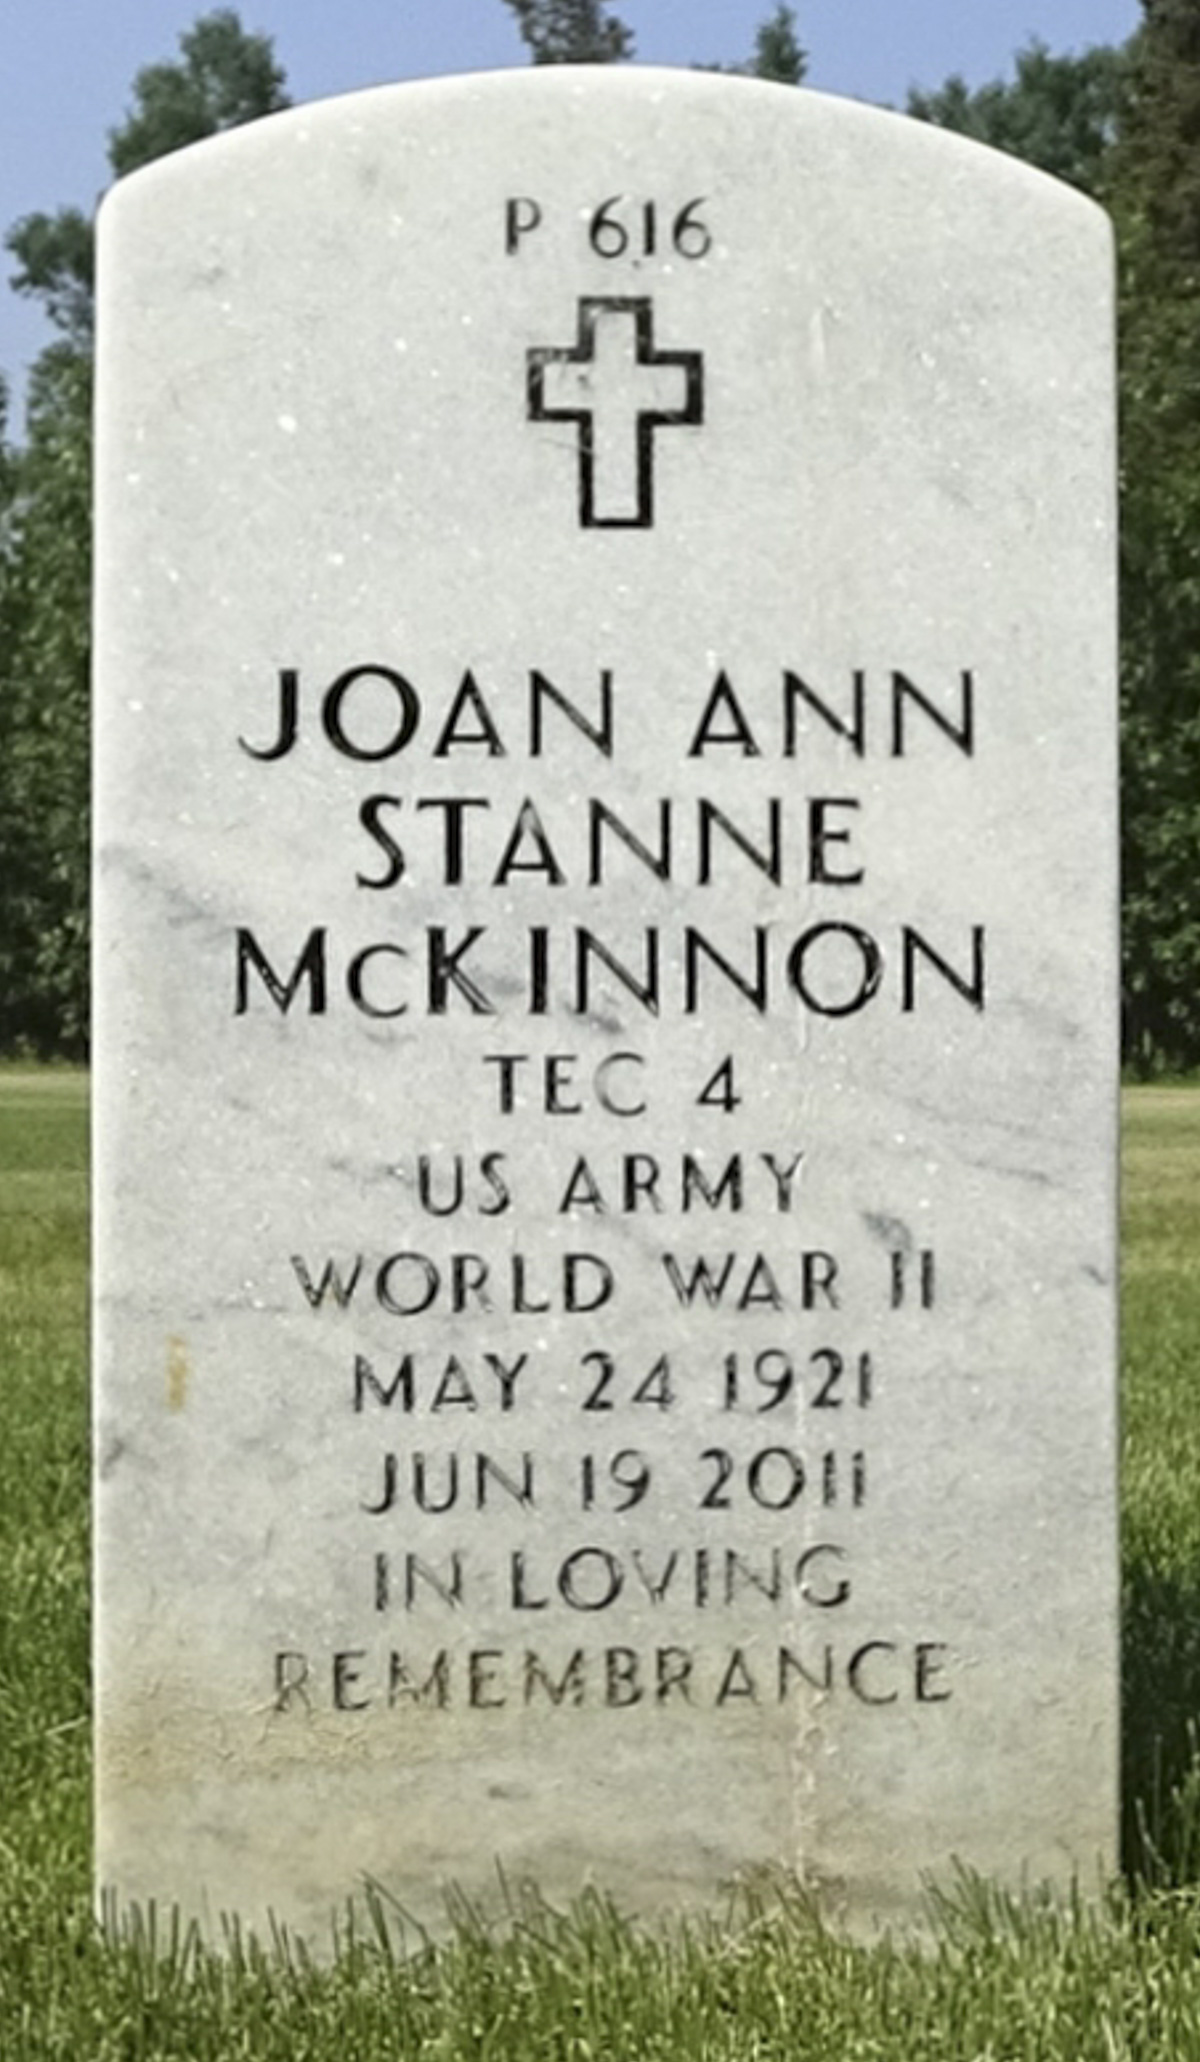 P 616
JOAN ANN
STANNE
McKINNON
TEC 4
US ARMY
WORLD WAR II
MAY 24 1921
JUN 19 2011
IN LOVING
REMEMBRANCE